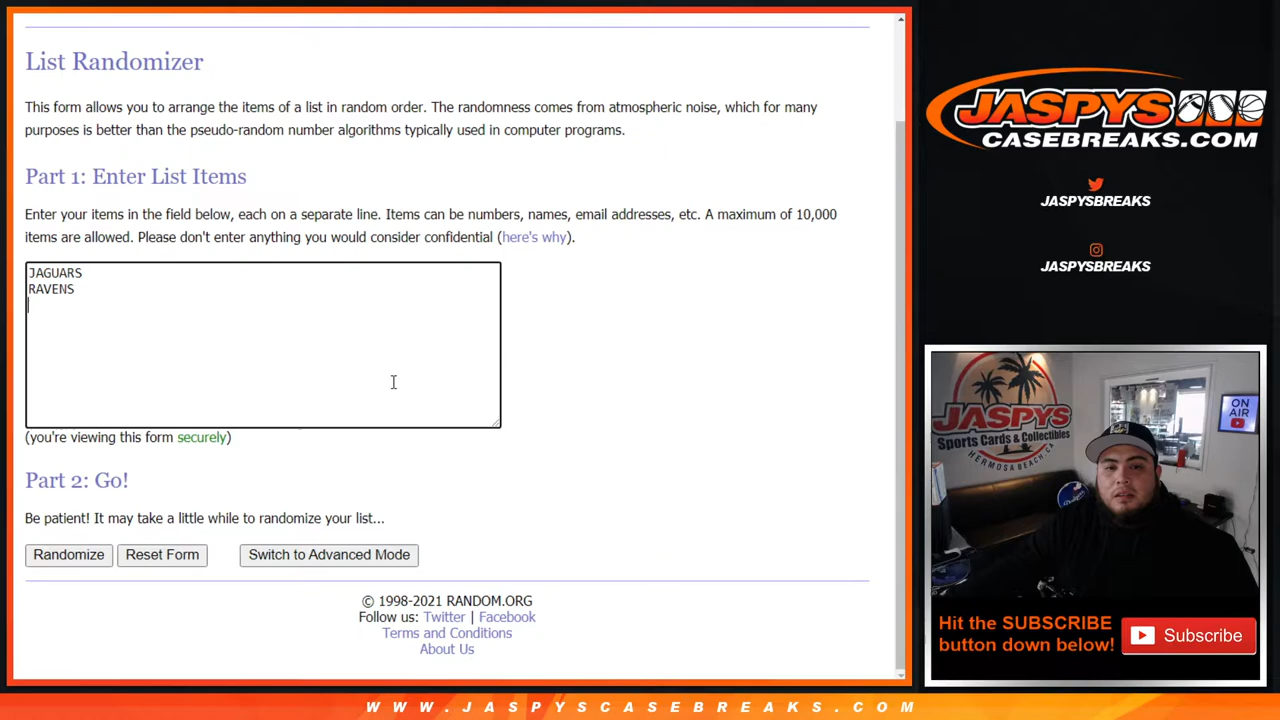 List Randomizer
This form allows you to arrange the items of a list in random order. The randomness comes from atmospheric noise, which for many
purposes is better than the pseudo-random number algorithms typically used in computer programs.
Part 1: Enter List Items
Enter your items in the field below, each on a separate line. Items can be numbers, names, email addresses, etc. A maximum of 10,000
items are allowed. Please don't enter anything you would consider confidential (here's why).
JAGUARS
RAVENS
(you're viewing this form securely)
Part 2: Go!
Be patient! It may take a little while to randomize your list...
Randomize
Reset Form
Switch to Advanced Mode
© 1998-2021 RANDOM.ORG
Follow us: Twitter | Facebook
Terms and Conditions
About Us
JASPYS
CASEBREAKS.COM
JASPYSBREAKS
JASPYSBREAKS
JASPYS
Sports Cards & Collectibles
HERMOSA BEACH, CA
ON
AIR
Hit the SUBSCRIBE
button down below!
Subscribe
WWW.JASPYSCASEBREAKS.COM